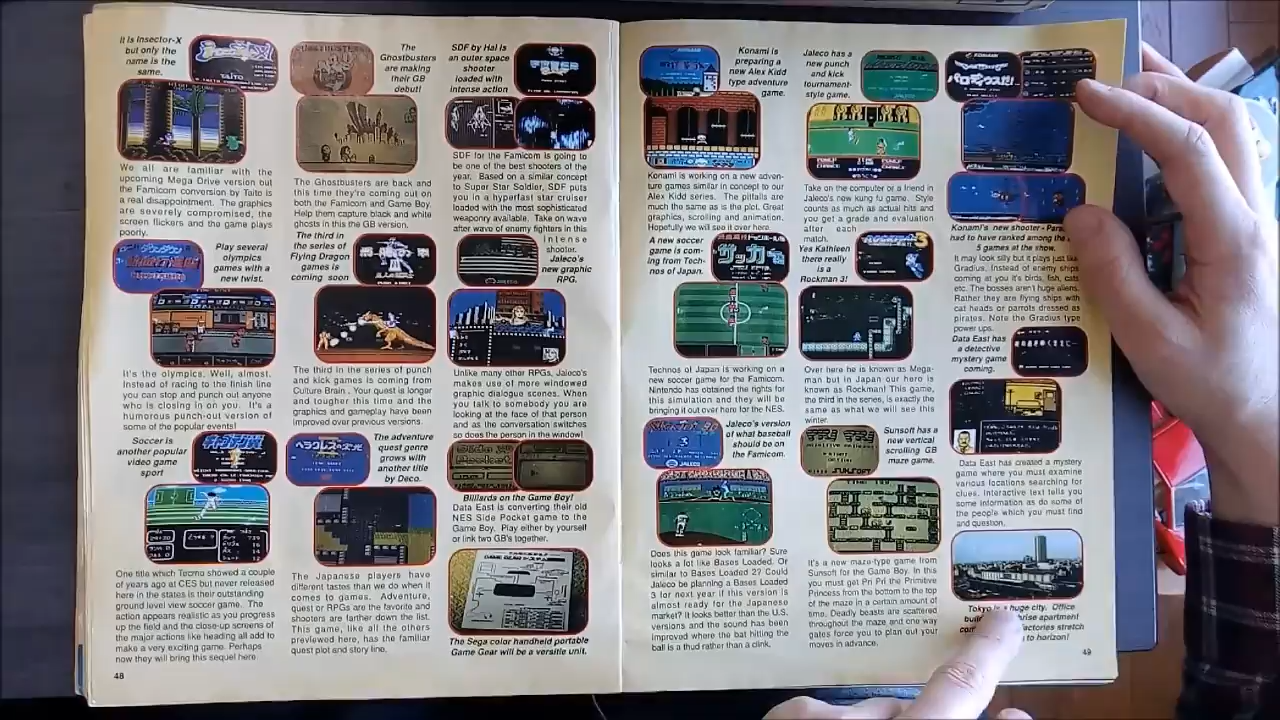 It is Insector-X
but only the
name is the
same.
TAITO
We all are familiar with the
upcoming Mega Drive version but
the Famicom conversion by Taito is
a real disappointment. The graphics
are severely compromised, the
screen flickers and the game plays
poorly.
Play several
olympics
games with a
new twist.
It's the olympics. Well, almost.
Instead of racing to the finish line
you can stop and punch out anyone
who is closing in on you. It's a
humorous punch-out version of
some of the popular events!
Soccer is
another popular
video game
sport
One title which Tecmo showed a couple
of years ago at CES but never released
here in the states is their outstanding
ground level view soccer game. The
action appears realistic as you progress
up the field and the close-up screens of
the major actions like heading all add to
make a very exciting game. Perhaps
now they will bring this sequel here.
48
The
Ghostbusters
are making
their GB
debut!
The Ghostbusters are back and
this time they're coming out on
both the Famicom and Game Boy.
Help them capture black and white
ghosts in this the GB version.
The third in
the series of
Flying Dragon
games is
coming soon
The third in the series of punch
and kick games is coming from
Culture Brain. Your quest is longer
and tougher this time and the
graphics and gameplay have been
improved over previous versions.
The adventure
quest genre
grows with
another title
by Deco.
The Japanese players have
different tastes than we do when it
comes to games. Adventure,
quest or RPGs are the favorite and
shooters are farther down the list.
This game, like all the others
previewed here, has the familiar
quest plot and story line.
SDF by Hal is
an outer space
shooter
loaded with
intense action
SDF for the Famicom is going to
be one of the best shooters of the
year. Based on a similar concept
to Super Star Soldier, SDF puts
you in a hyperfast star cruiser
loaded with the most sophisticated
weaponry available. Take on wave
after wave of enemy fighters in this
intense
shooter.
Jaleco's
new graphic
RPG.
Unlike many other RPGs, Jaleco's
makes use of more windowed
graphic dialogue scenes. When
you talk to somebody you are
looking at the face of that person
and as the conversation switches
so does the person in the window!
Billiards on the Game Boy!
Data East is converting their old
NES Side Pocket game to the
Game Boy. Play either by yourself
or link two GB's together.
The Sega color handheld portable
Game Gear will be a versitle unit.
KONAMI
Konami is
preparing a
new Alex Kidd
type adventure
game.
Konami is working on a new adven-
ture games similar in concept to our
Alex Kidd series. The pitfalls are
much the same as is the plot. Great
graphics, scrolling and animation.
Hopefully we will see it over here.
A new soccer
game is com-
ing from Tech-
nos of Japan.
サッカー
Technos of Japan is working on a
new soccer game for the Famicom.
Nintendo has obtained the rights for
this simulation and they will be
bringing it out over here for the NES.
Jaleco's version
of what baseball
should be on
the Famicom.
JALECO
Does this game look familiar? Sure
looks a lot like Bases Loaded. Or
similar to Bases Loaded 2? Could
Jaleco be planning a Bases Loaded
3 for next year if this version is
almost ready for the Japanese
market? It looks better than the U.S.
versions and the sound has been
improved where the bat hitting the
ball is a thud rather than a clink.
Jaleco has a
new punch
and kick
tournament-
style game.
Take on the computer or a friend in
Jaleco's new kung fu game. Style
counts as much as actual hits and
you get a grade and evaluation
after each
match.
Yes Kathleen
there really
is a
Rockman 3!
Over here he is known as Mega-
man but in Japan our hero is
known as Rockman! This game,
the third in the series, is exactly the
same as what we will see this
winter.
SUNSOFT
Sunsoft has a
new vertical
scrolling GB
maze game.
It's a new maze-type game from
Sunsoft for the Game Boy. In this
you must get Pri Pri the Primitive
Princess from the bottom to the top
of the maze in a certain amount of
time. Deadly beasts are scattered
throughout the maze and one way
gates force you to plan out your
moves in advance.
KONAMI
パロディウスだ!
Konami's new shooter -
had to have ranked among the
5 games at the show.
It may look silly but it plays just like
Gradius. Instead of enemy ships
coming at you it's birds, fish, cats
etc. The bosses aren't huge aliens.
Rather they are flying ships with
cat heads or parrots dressed as
pirates. Note the Gradius type
power ups.
Data East has
a detective
mystery game
coming.
Data East has created a mystery
game where you must examine
various locations searching for
clues. Interactive text tells you
some information as do some of
the people which you must find
and question.
Tokyo is a huge city. Office
apartment
factories stretch
to horizon!
49